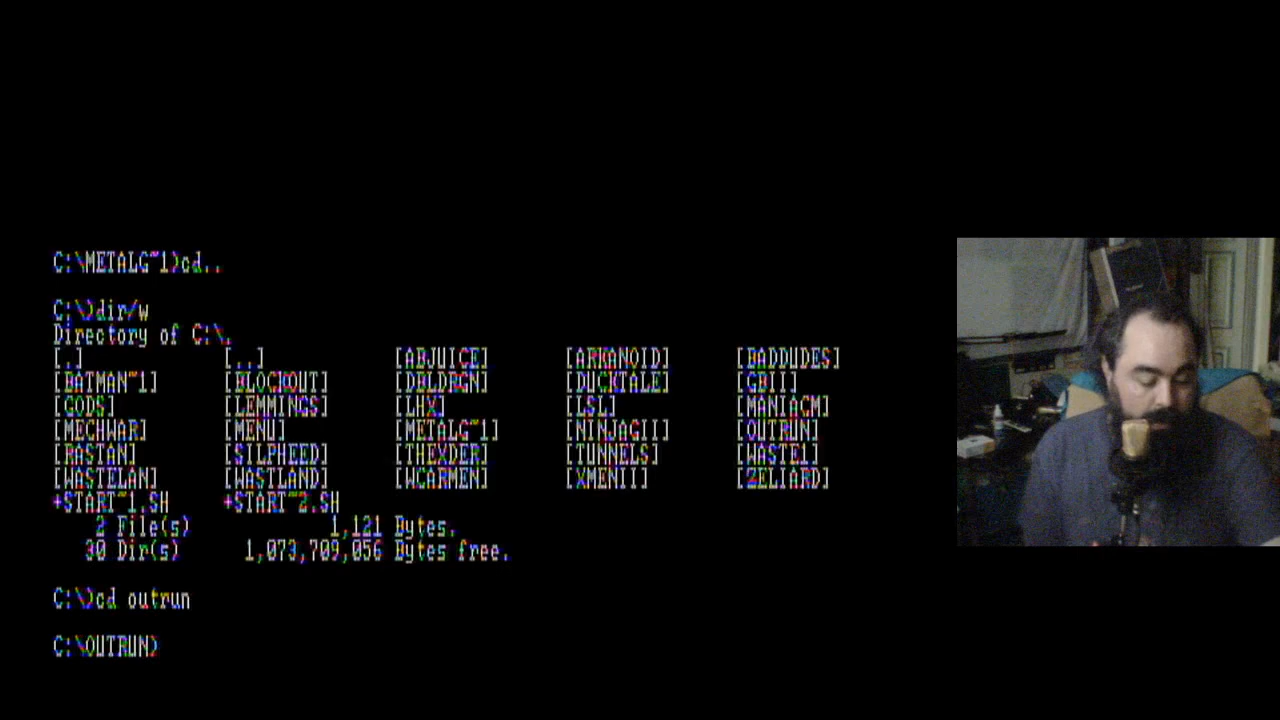 C:\METALG~1>cd..
C:\>dir/w
Directory of C:\.
[.] [..] [ABJUICE] [ARKANOID] [BADDUDES]
[BATMAN~1] [BLOCKOUT] [DBLDRGN] [DUCKTALE] [GBII]
[GODS] [LEMMINGS] [LHX] [LSL] [MANIACM]
[MECHWAR] [MENU] [METALG~1] [NINJAGII] [OUTRUN]
[RASTAN] [SILPHEED] [THEXDER] [TUNNELS] [WASTE1]
[WASTELAN] [WASTLAND] [WCARMEN] [XMENII] [ZELIARD]
+START~1.SH +START~2.SH
2 File(s) 1,121 Bytes.
30 Dir(s) 1,073,709,056 Bytes free.
C:\>cd outrun
C:\OUTRUN>